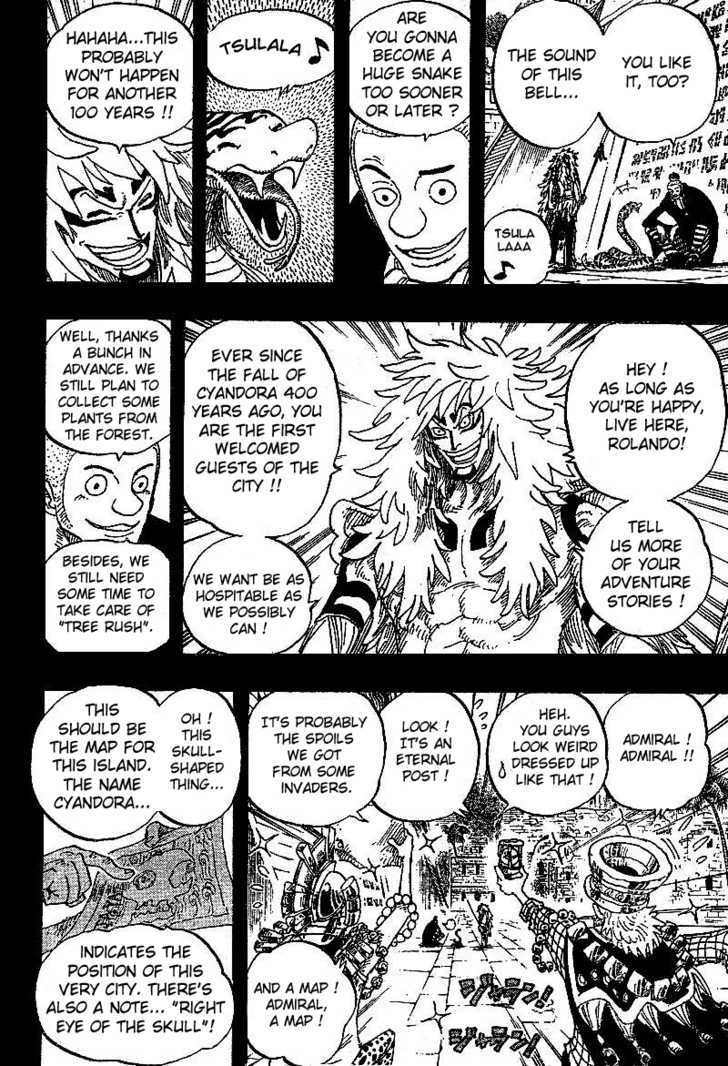 YOU LIKE
IT, TOO?
THE SOUND
OF THIS
BELL...
TSULA
LAAA
ARE
YOU GONNA
BECOME A
HUGE SNAKE
TOO SOONER
OR LATER ?
TSULALA
HAHAHA...THIS
PROBABLY
WON'T HAPPEN
FOR ANOTHER
100 YEARS !!
HEY !
AS LONG AS
YOU'RE HAPPY,
LIVE HERE,
ROLANDO!
TELL
US MORE
OF YOUR
ADVENTURE
STORIES !
EVER SINCE
THE FALL OF
CYANDORA 400
YEARS AGO, YOU
ARE THE FIRST
WELCOMED
GUESTS OF THE
CITY !!
WE WANT BE AS
HOSPITABLE AS
WE POSSIBLY
CAN !
WELL, THANKS
A BUNCH IN
ADVANCE. WE
STILL PLAN TO
COLLECT SOME
PLANTS FROM
THE FOREST.
BESIDES, WE
STILL NEED
SOME TIME TO
TAKE CARE OF
"TREE RUSH".
ADMIRAL !
ADMIRAL !!
HEH.
YOU GUYS
LOOK WEIRD
DRESSED UP
LIKE THAT !
LOOK !
IT'S AN
ETERNAL
POST !
IT'S PROBABLY
THE SPOILS
WE GOT
FROM SOME
INVADERS.
AND A MAP !
ADMIRAL,
A MAP !
ジャラン!
ジャラン!
OH !
THIS
SKULL-
SHAPED
THING...
THIS
SHOULD BE
THE MAP FOR
THIS ISLAND.
THE NAME
CYANDORA...
INDICATES THE
POSITION OF THIS
VERY CITY. THERE'S
ALSO A NOTE... "RIGHT
EYE OF THE SKULL"!